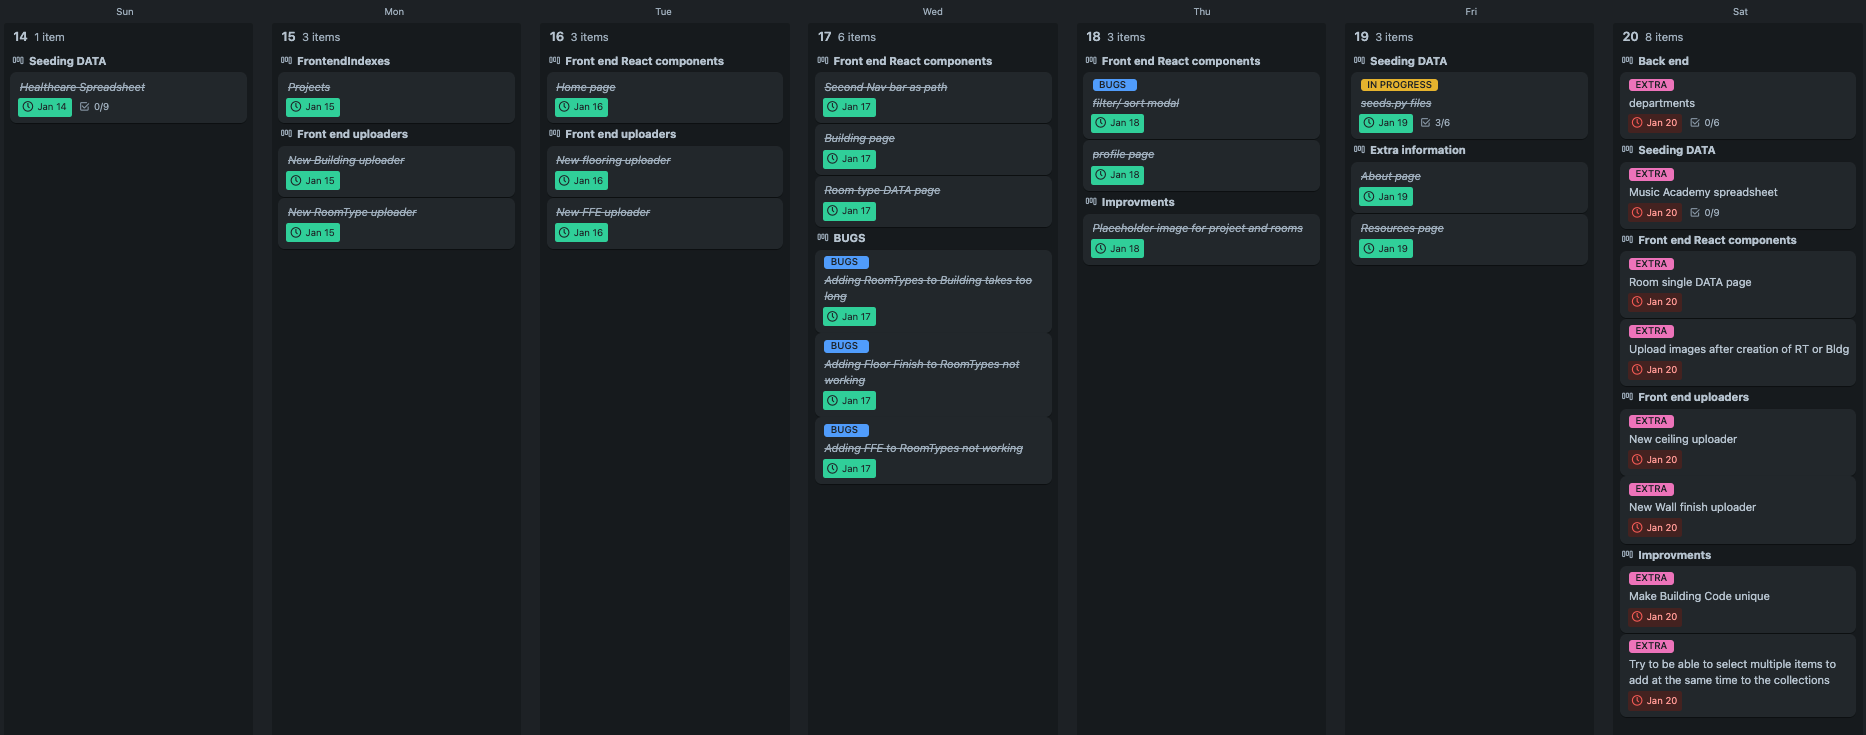 Sun
14 1 item
Seeding DATA
Healthcare Spreadsheet
Jan 14 0/9
Mon
15 3 items
FrontendIndexes
Projects
Jan 15
Front end uploaders
New Building uploader
Jan 15
New RoomType uploader
Jan 15
Tue
16 3 items
Front end React components
Home page
Jan 16
Front end uploaders
New flooring uploader
Jan 16
New FFE uploader
Jan 16
Wed
17 6 items
Front end React components
Second Nav bar as path
Jan 17
Building page
Jan 17
Room type DATA page
Jan 17
BUGS
BUGS
Adding RoomTypes to Building takes too
long
Jan 17
BUGS
Adding Floor Finish to RoomTypes not
working
Jan 17
BUGS
Adding FFE to RoomTypes not working
Jan 17
Thu
18 3 items
Front end React components
BUGS
filter/ sort modal
Jan 18
profile page
Jan 18
Improvments
Placeholder image for project and rooms
Jan 18
Fri
19 3 items
Seeding DATA
IN PROGRESS
seeds.py files
Jan 19 3/6
Extra information
About page
Jan 19
Resources page
Jan 19
Sat
20 8 items
Back end
EXTRA
departments
Jan 20 0/6
Seeding DATA
EXTRA
Music Academy spreadsheet
Jan 20 0/9
Front end React components
EXTRA
Room single DATA page
Jan 20
EXTRA
Upload images after creation of RT or Bldg
Jan 20
Front end uploaders
EXTRA
New ceiling uploader
Jan 20
EXTRA
New Wall finish uploader
Jan 20
Improvments
EXTRA
Make Building Code unique
Jan 20
EXTRA
Try to be able to select multiple items to
add at the same time to the collections
Jan 20